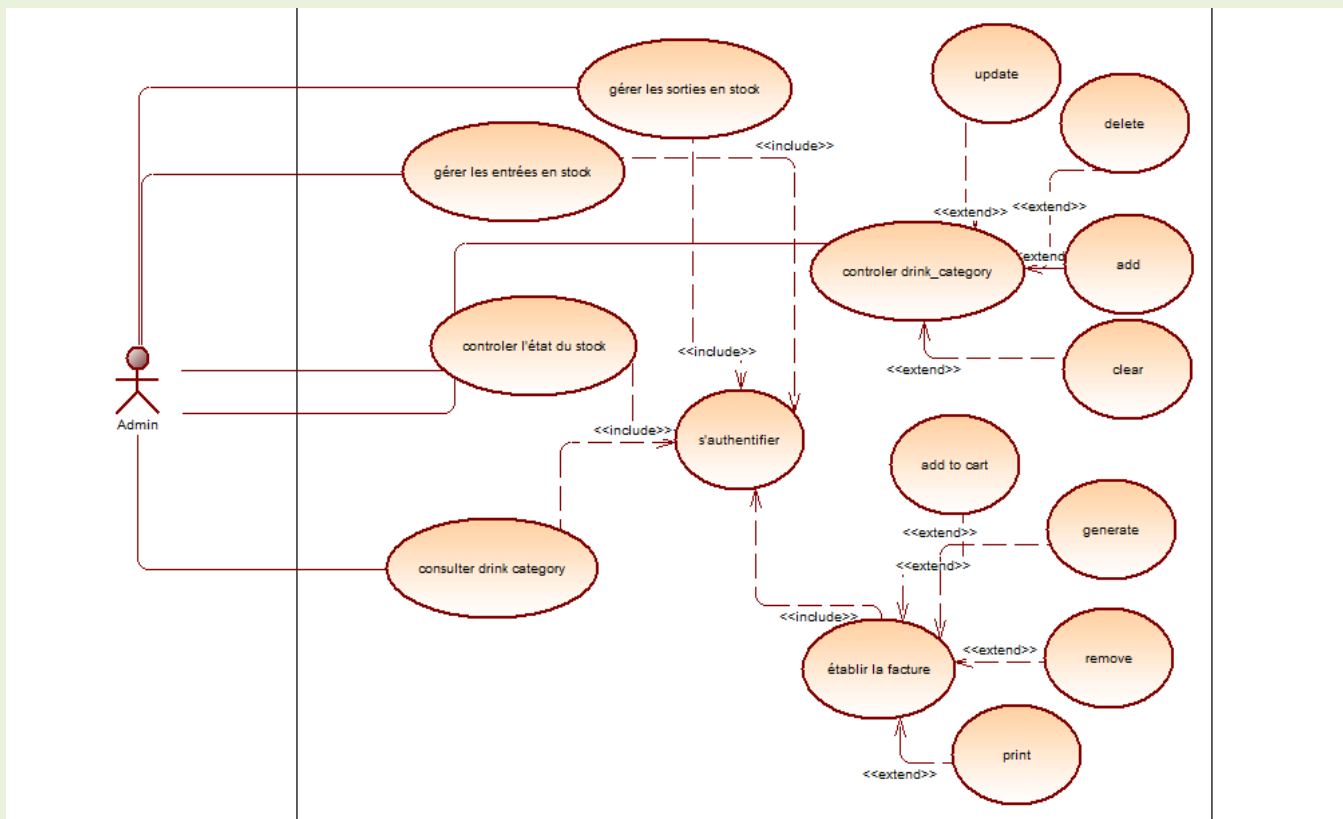 update
gérer les sorties en stock
delete
<<include>>
gérer les entrées en stock
<<extend>>
<<extend>>
controler drink_category
extend
add
controler l'état du stock
<<include>>
<<extend>>
clear
Admin
<<include>>
s'authentifier
add to cart
<<extend>>
generate
consulter drink category
<<extend>>
<<include>>
<<extend>>
remove
établir la facture
print
<<extend>>